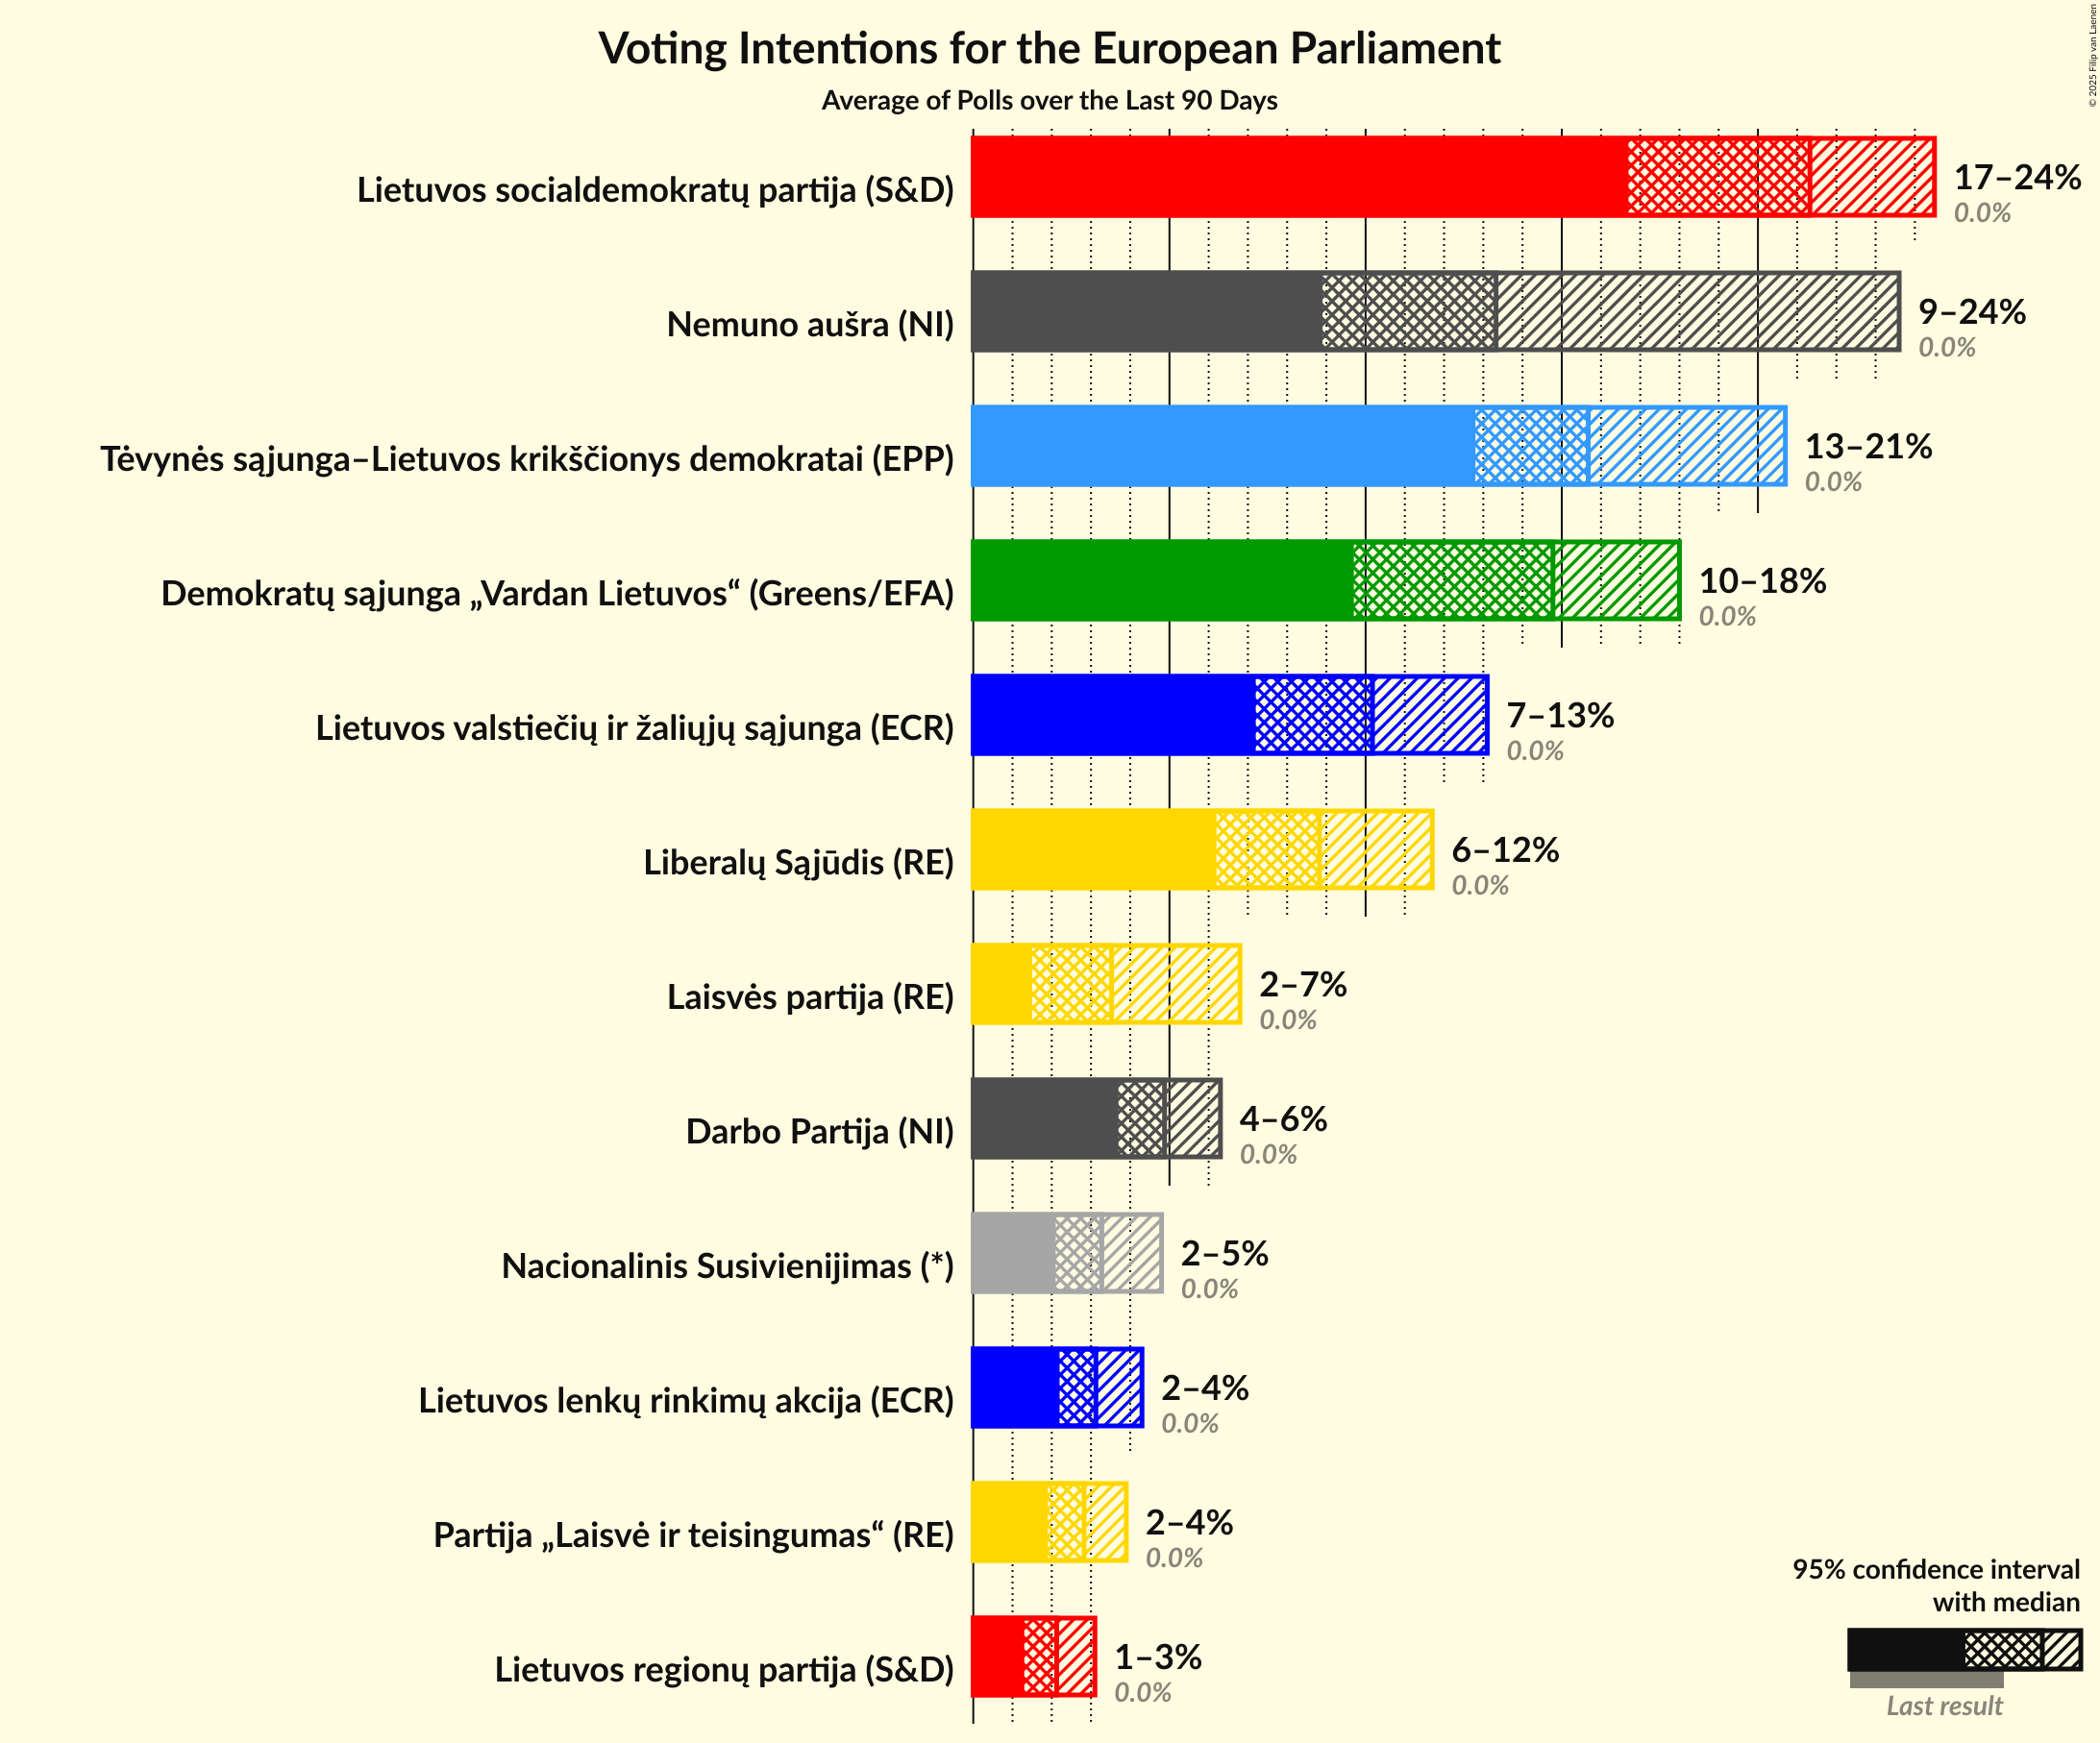 Voting Intentions for the European Parliament
Average of Polls over the Last 90 Days
© 2025 Filip van Laenen
Lietuvos socialdemokratų partija (S&D)
17–24%
0.0%
Nemuno aušra (NI)
9–24%
0.0%
Tėvynės sąjunga–Lietuvos krikščionys demokratai (EPP)
13–21%
0.0%
Demokratų sąjunga „Vardan Lietuvos“ (Greens/EFA)
10–18%
0.0%
Lietuvos valstiečių ir žaliųjų sąjunga (ECR)
7–13%
0.0%
Liberalų Sąjūdis (RE)
6–12%
0.0%
Laisvės partija (RE)
2–7%
0.0%
Darbo Partija (NI)
4–6%
0.0%
Nacionalinis Susivienijimas (*)
2–5%
0.0%
Lietuvos lenkų rinkimų akcija (ECR)
2–4%
0.0%
Partija „Laisvė ir teisingumas“ (RE)
2–4%
0.0%
Lietuvos regionų partija (S&D)
1–3%
0.0%
95% confidence interval
with median
Last result